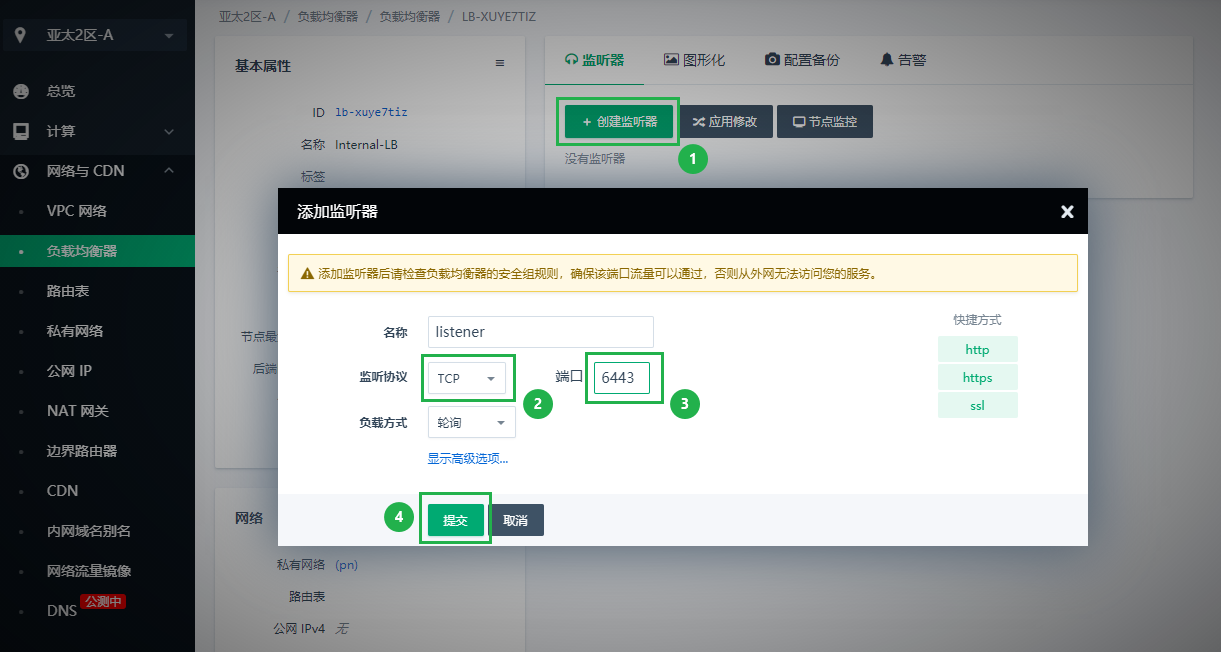 亚太2区-A / 负载均衡器 / 负载均衡器 / LB-XUYE7TIZ
亚太2区-A
总览
计算
网络与 CDN
VPC 网络
负载均衡器
路由表
私有网络
公网 IP
NAT 网关
边界路由器
CDN
内网域名别名
网络流量镜像
DNS 公测中
基本属性
ID lb-xuye7tiz
名称 Internal-LB
标签
节点最
后端
网络
私有网络 (pn)
路由表
公网 IPv4 无
监听器 图形化 配置备份 告警
+ 创建监听器 应用修改 节点监控
没有监听器
1
添加监听器
添加监听器后请检查负载均衡器的安全组规则，确保该端口流量可以通过，否则从外网无法访问您的服务。
名称 listener
监听协议 TCP 端口 6443
2
3
负载方式 轮询
显示高级选项...
快捷方式
http
https
ssl
4
提交 取消